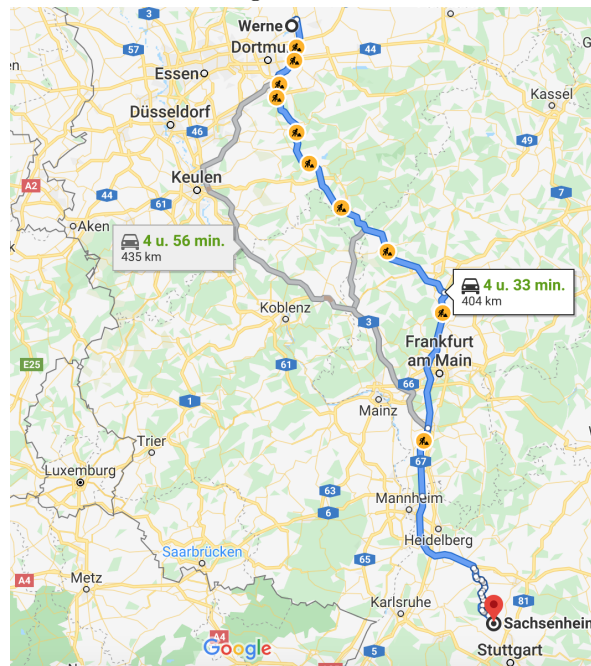 3
Werne
44
57
Dortmu
Essen
Kassel
Düsseldorf
46
49
A2
Keulen
7
44
61
Aken
4 u. 56 min.
435 km
4 u. 33 min.
404 km
Koblenz
3
Frankfurt
am Main
E25
61
66
1
Mainz
Trier
67
Luxemburg
63
Mannheim
6
Heidelberg
Saarbrücken
65
A4
Metz
81
Karlsruhe
Sachsenheim
A4
Google
5
Stuttgart